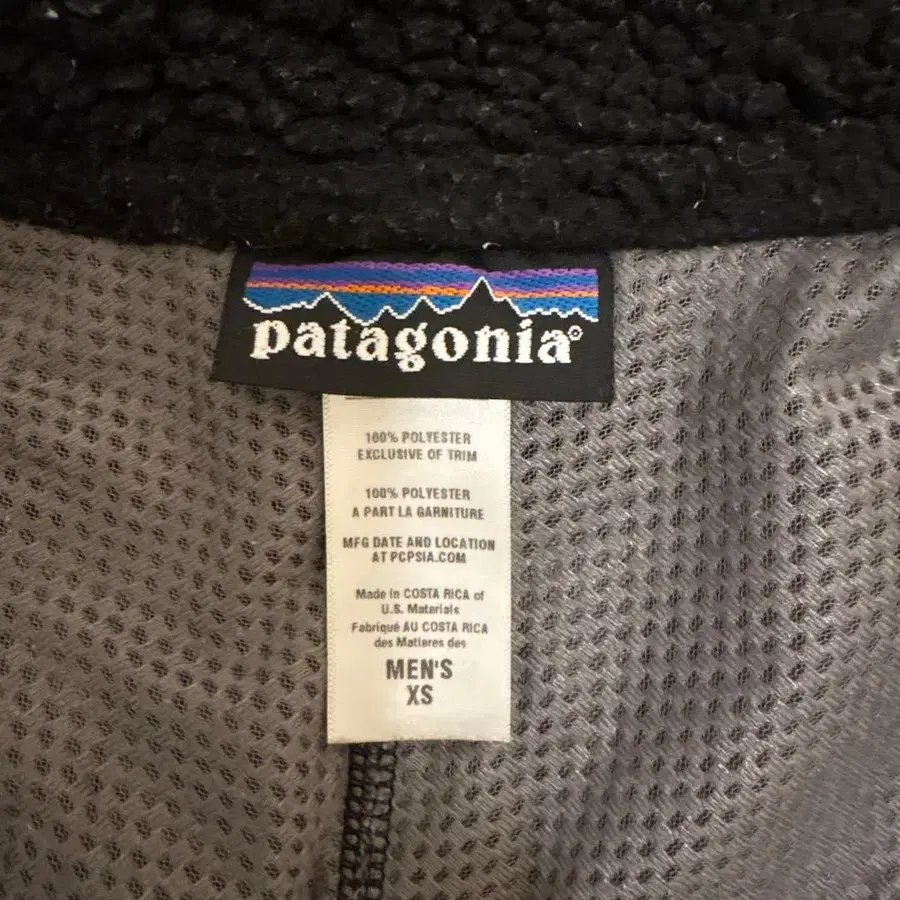 patagonia®
100% POLYESTER
EXCLUSIVE OF TRIM
100% POLYESTER
A PART LA GARNITURE
MFG DATE AND LOCATION
AT PCPSIA.COM
Made in COSTA RICA of
U.S. Materials
Fabriqué AU COSTA RICA
des Matieres des
MEN'S
XS